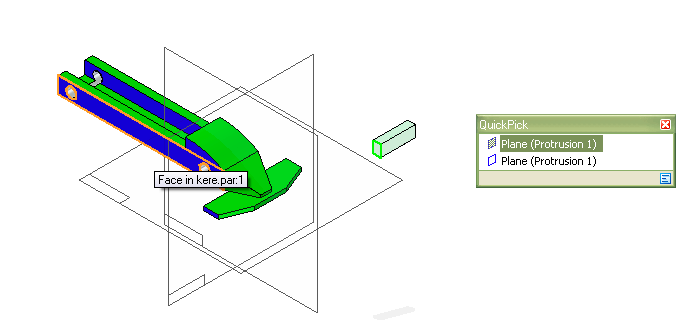 QuickPick
Plane (Protrusion 1)
Plane (Protrusion 1)
Face in kere.par:1